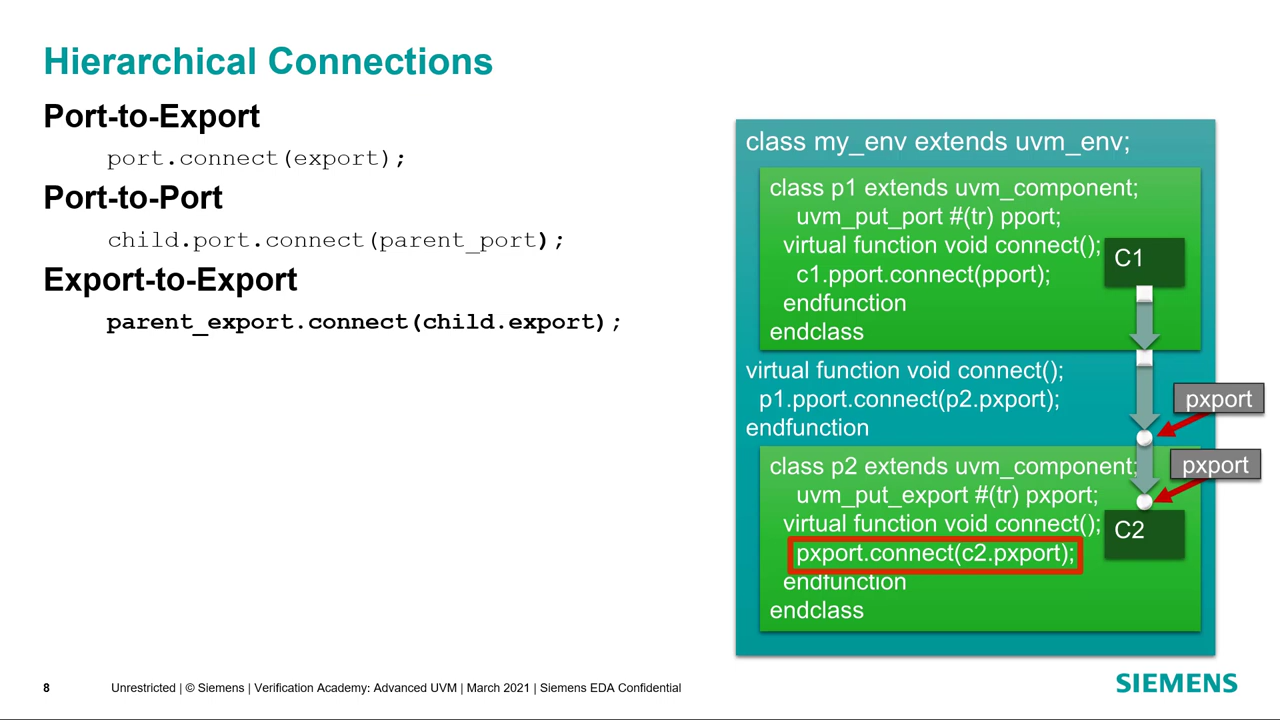 Hierarchical Connections
Port-to-Export
port.connect(export);
Port-to-Port
child.port.connect(parent_port);
Export-to-Export
parent_export.connect(child.export);
class my_env extends uvm_env;
class p1 extends uvm_component;
uvm_put_port #(tr) pport;
virtual function void connect();
c1.pport.connect(pport);
endfunction
endclass
C1
virtual function void connect();
p1.pport.connect(p2.pxport);
endfunction
pxport
class p2 extends uvm_component;
uvm_put_export #(tr) pxport;
virtual function void connect();
pxport.connect(c2.pxport);
endfunction
endclass
pxport
C2
8
Unrestricted | © Siemens | Verification Academy: Advanced UVM | March 2021 | Siemens EDA Confidential
SIEMENS